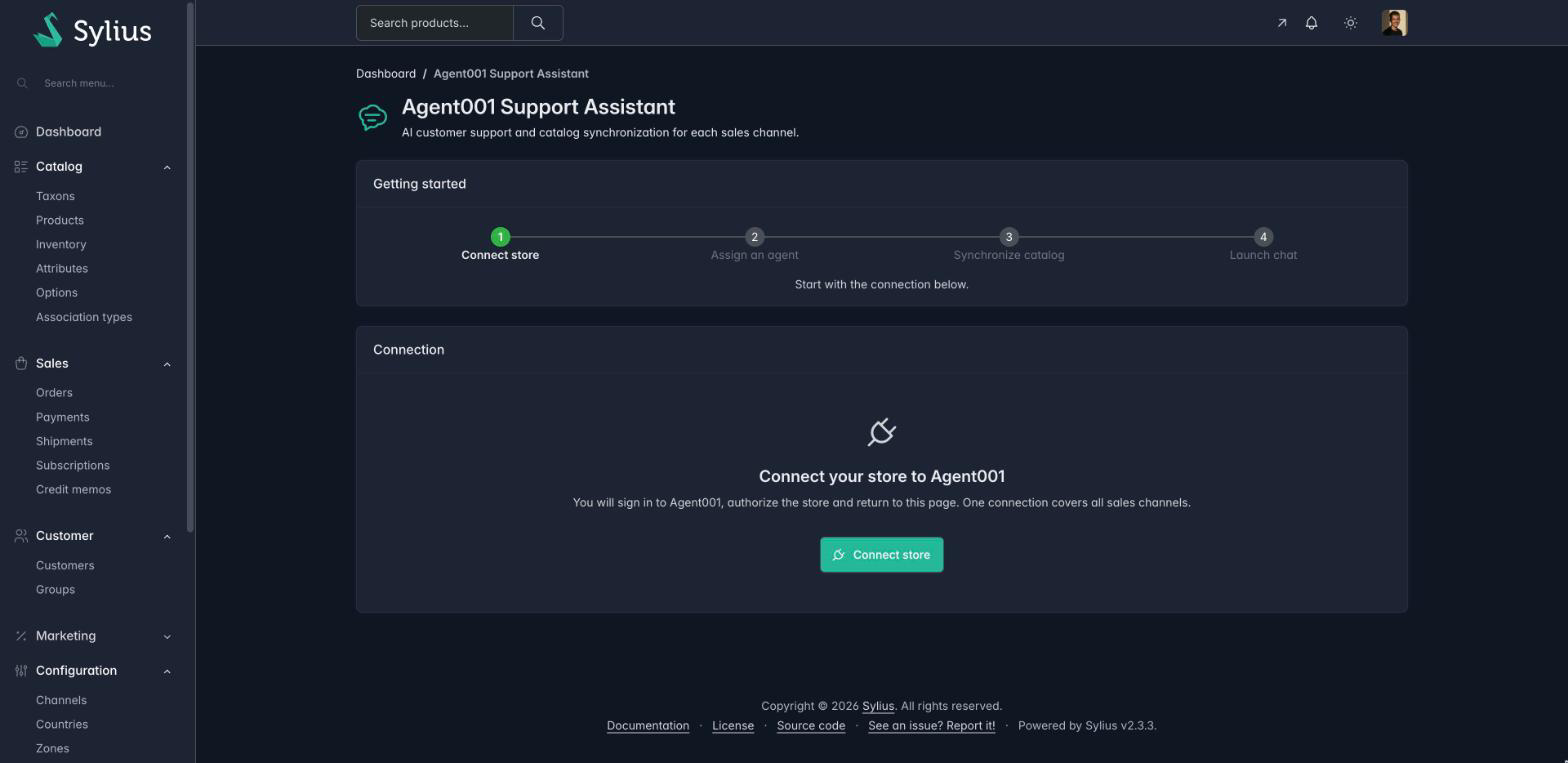 Sylius
Search menu...
Dashboard
Catalog
Taxons
Products
Inventory
Attributes
Options
Association types
Sales
Orders
Payments
Shipments
Subscriptions
Credit memos
Customer
Customers
Groups
Marketing
Configuration
Channels
Countries
Zones
Search products...
Dashboard / Agent001 Support Assistant
Agent001 Support Assistant
AI customer support and catalog synchronization for each sales channel.
Getting started
1 2 3 4
Connect store Assign an agent Synchronize catalog Launch chat
Start with the connection below.
Connection
Connect your store to Agent001
You will sign in to Agent001, authorize the store and return to this page. One connection covers all sales channels.
Connect store
Copyright © 2026 Sylius. All rights reserved.
Documentation · License · Source code · See an issue? Report it! · Powered by Sylius v2.3.3.